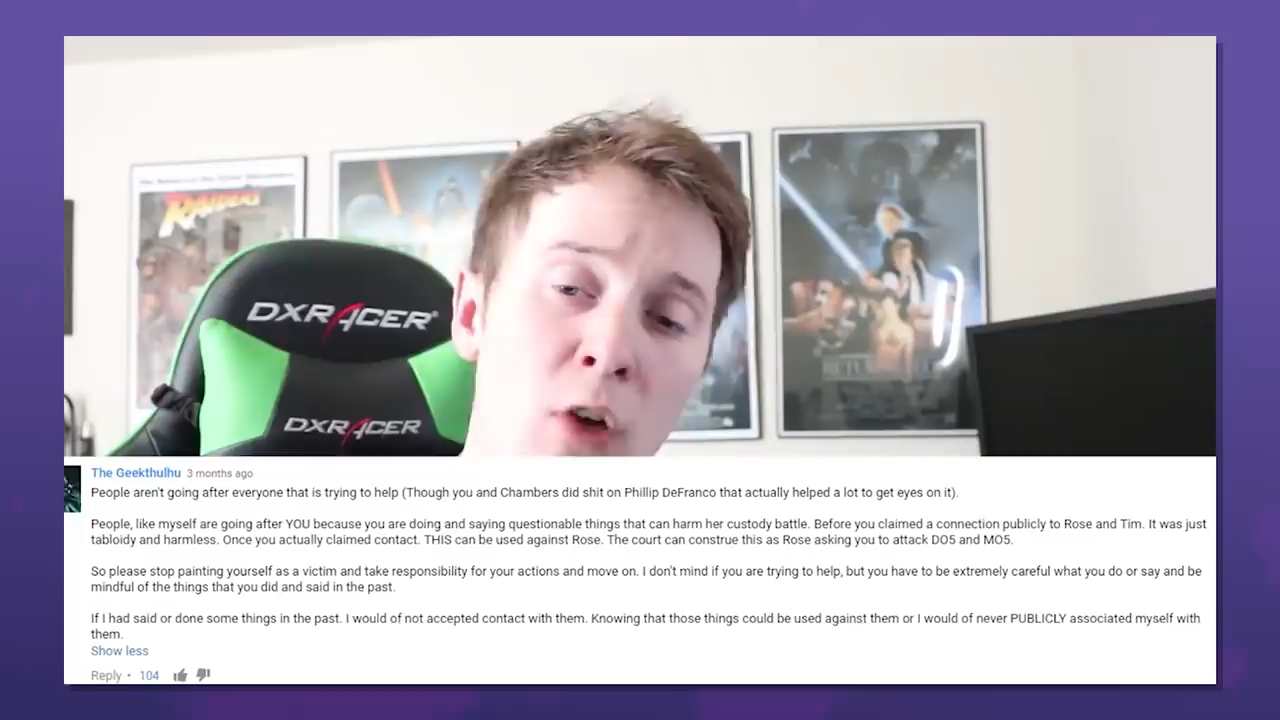 RAIDERS
DXRACER®
DXRACER
The Geekthulhu 3 months ago
People aren't going after everyone that is trying to help (Though you and Chambers did shit on Phillip DeFranco that actually helped a lot to get eyes on it).
People, like myself are going after YOU because you are doing and saying questionable things that can harm her custody battle. Before you claimed a connection publicly to Rose and Tim. It was just
tabloidy and harmless. Once you actually claimed contact. THIS can be used against Rose. The court can construe this as Rose asking you to attack DO5 and MO5.
So please stop painting yourself as a victim and take responsibility for your actions and move on. I don't mind if you are trying to help, but you have to be extremely careful what you do or say and be
mindful of the things that you did and said in the past.
If I had said or done some things in the past. I would of not accepted contact with them. Knowing that those things could be used against them or I would of never PUBLICLY associated myself with
them.
Show less
Reply • 104